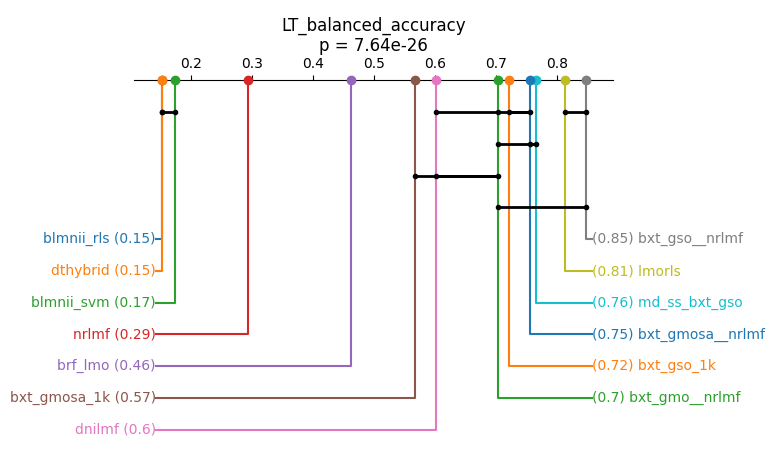 LT_balanced_accuracy
p = 7.64e-26
0.2 0.3 0.4 0.5 0.6 0.7 0.8
blmnii_rls (0.15)
dthybrid (0.15)
blmnii_svm (0.17)
nrlmf (0.29)
brf_lmo (0.46)
bxt_gmosa_1k (0.57)
dnilmf (0.6)
(0.85) bxt_gso__nrlmf
(0.81) lmorls
(0.76) md_ss_bxt_gso
(0.75) bxt_gmosa__nrlmf
(0.72) bxt_gso_1k
(0.7) bxt_gmo__nrlmf